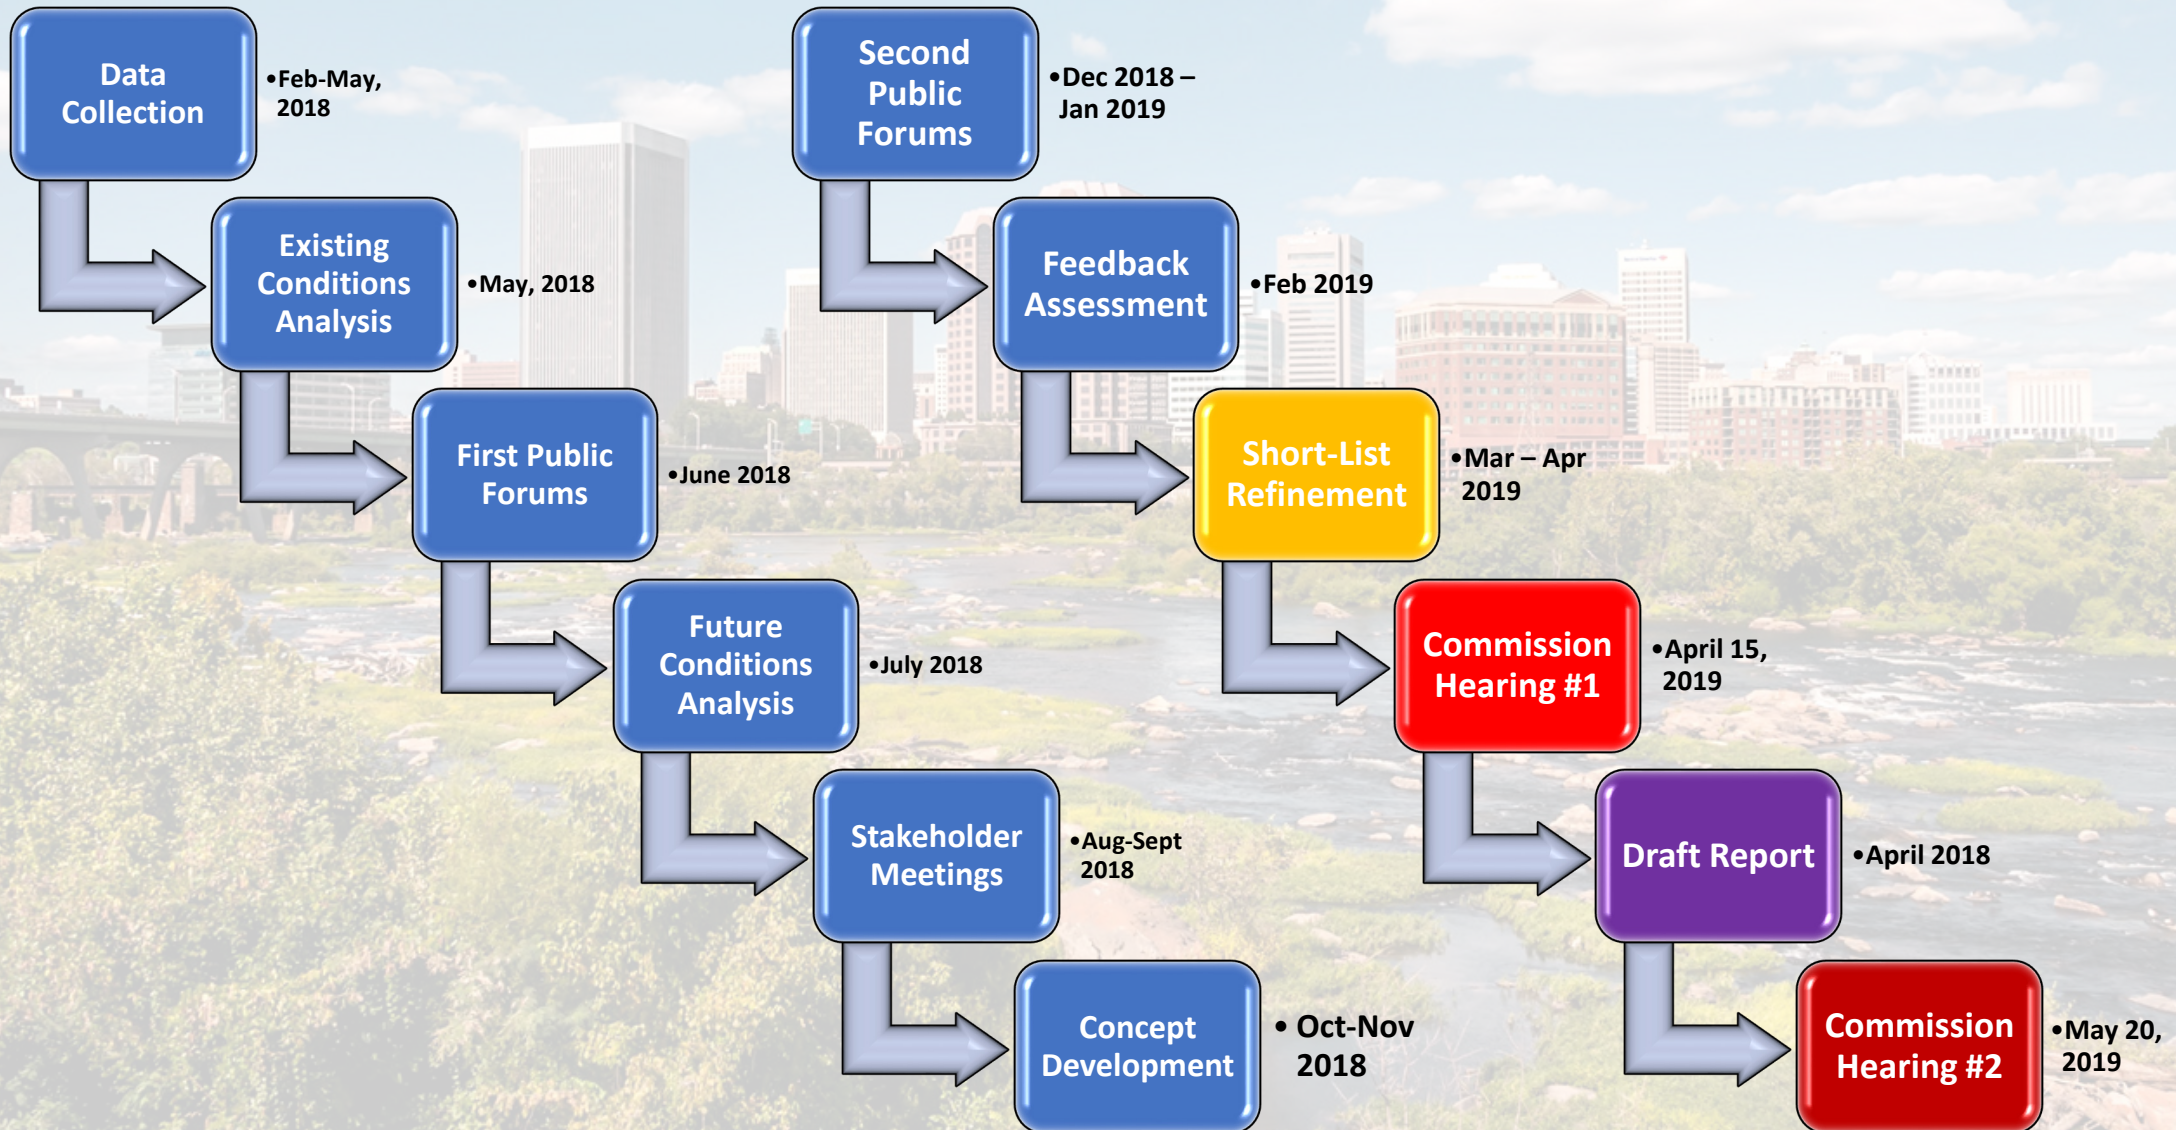 Data
Collection
•Feb-May,
2018
Existing
Conditions
Analysis
•May, 2018
First Public
Forums
•June 2018
Future
Conditions
Analysis
•July 2018
Stakeholder
Meetings
•Aug-Sept
2018
Concept
Development
• Oct-Nov
2018
Second
Public
Forums
•Dec 2018 –
Jan 2019
Feedback
Assessment
•Feb 2019
Short-List
Refinement
•Mar – Apr
2019
Commission
Hearing #1
•April 15,
2019
Draft Report
•April 2018
Commission
Hearing #2
•May 20,
2019